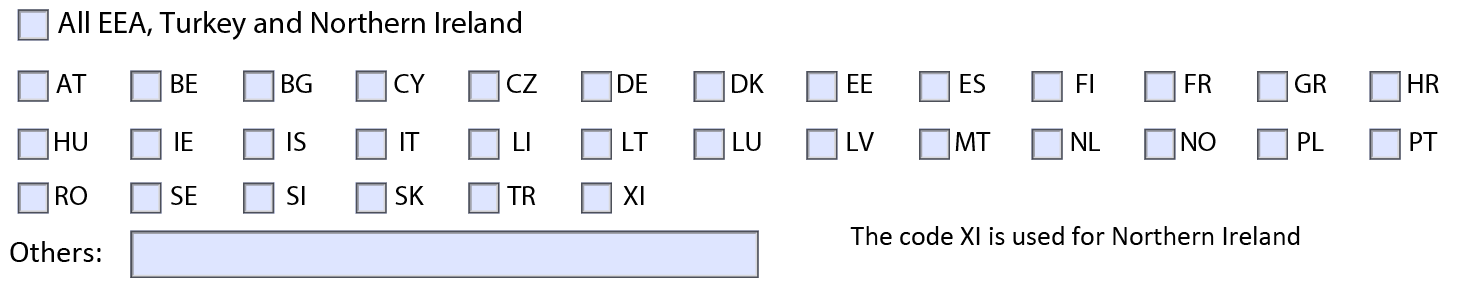 All EEA, Turkey and Northern Ireland
AT BE BG CY CZ DE DK EE ES FI FR GR HR
HU IE IS IT LI LT LU LV MT NL NO PL PT
RO SE SI SK TR XI
Others:
The code XI is used for Northern Ireland